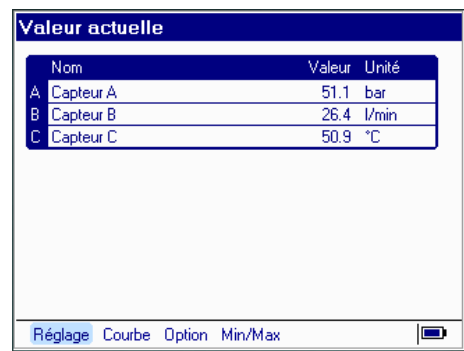 Valeur actuelle
Nom Valeur Unité
A Capteur A 51.1 bar
B Capteur B 26.4 l/min
C Capteur C 50.9 °C
Réglage Courbe Option Min/Max